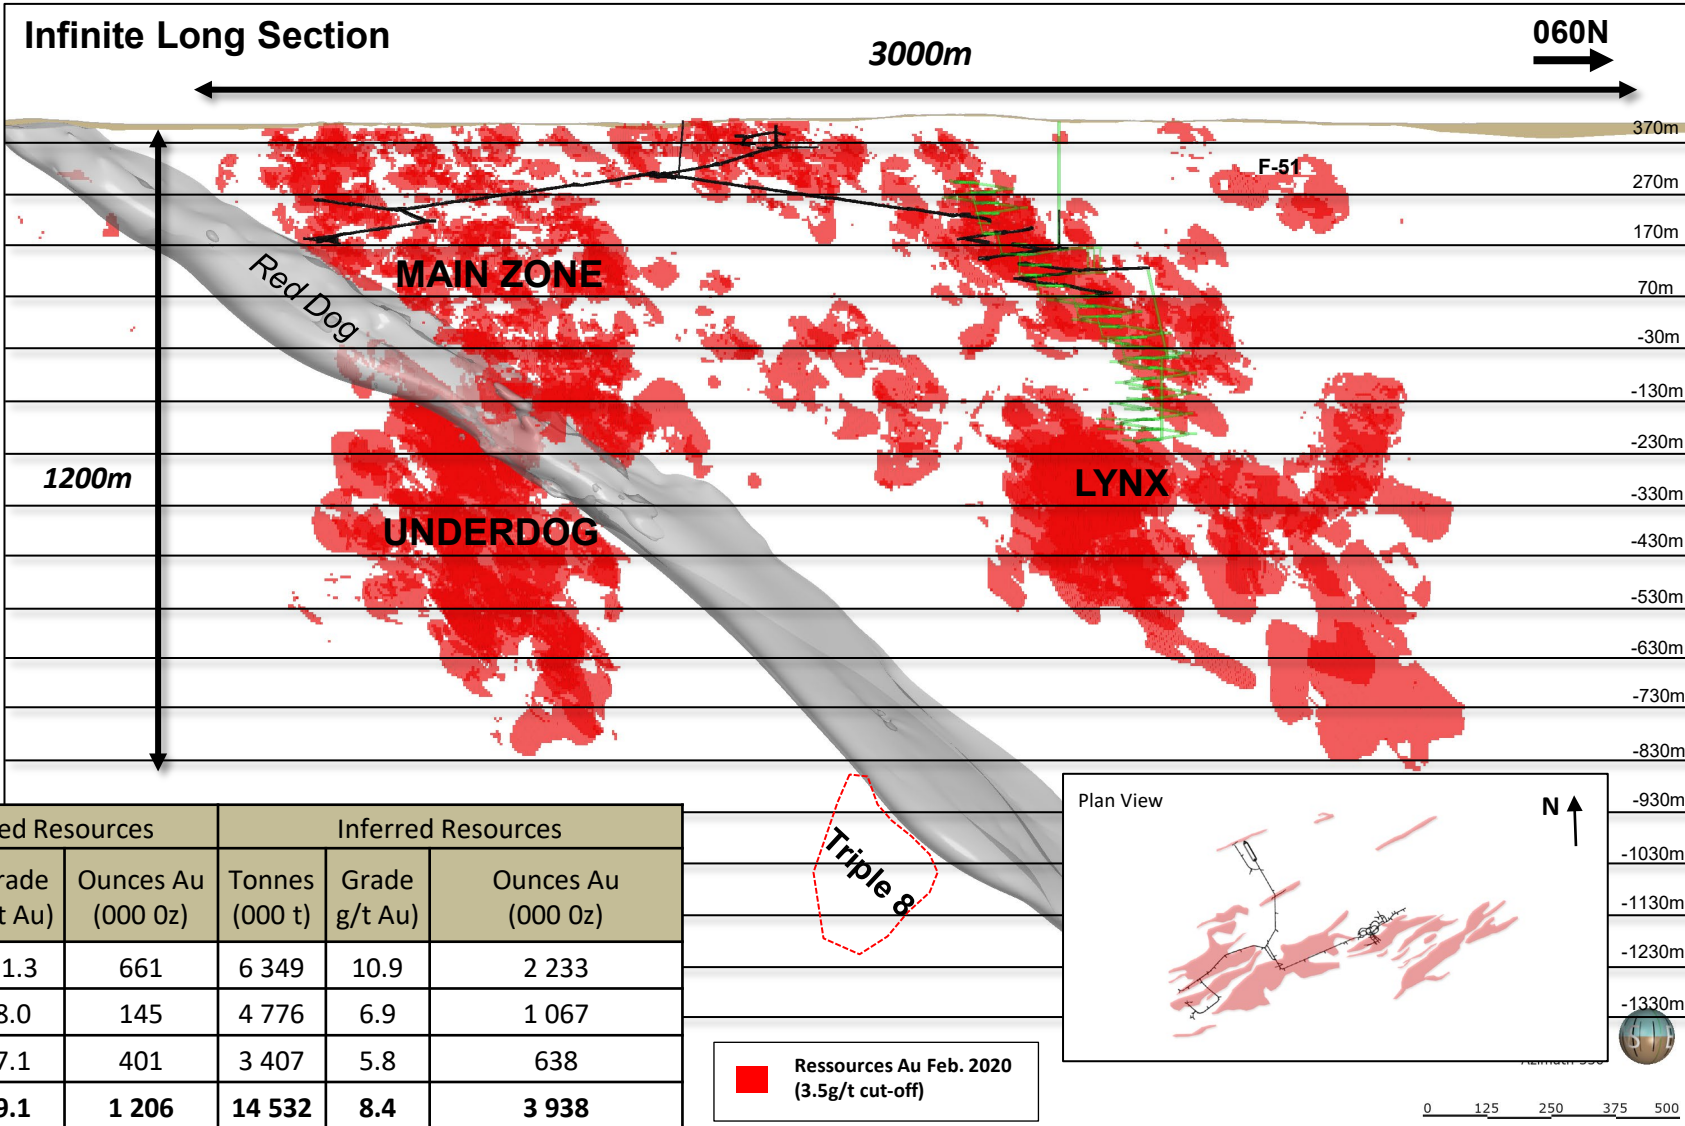 Infinite Long Section
3000m
060N
370m
F-51
270m
170m
Red Dog
MAIN ZONE
70m
-30m
-130m
-230m
1200m
LYNX
-330m
UNDERDOG
-430m
-530m
-630m
-730m
-830m
Plan View
N
-930m
Triple 8
-1030m
-1130m
-1230m
-1330m
ed Resources Inferred Resources
rade Ounces Au Tonnes Grade Ounces Au
t Au) (000 0z) (000 t) g/t Au) (000 0z)
1.3 661 6 349 10.9 2 233
8.0 145 4 776 6.9 1 067
7.1 401 3 407 5.8 638
9.1 1 206 14 532 8.4 3 938
Ressources Au Feb. 2020
(3.5g/t cut-off)
S E
0 125 250 375 500